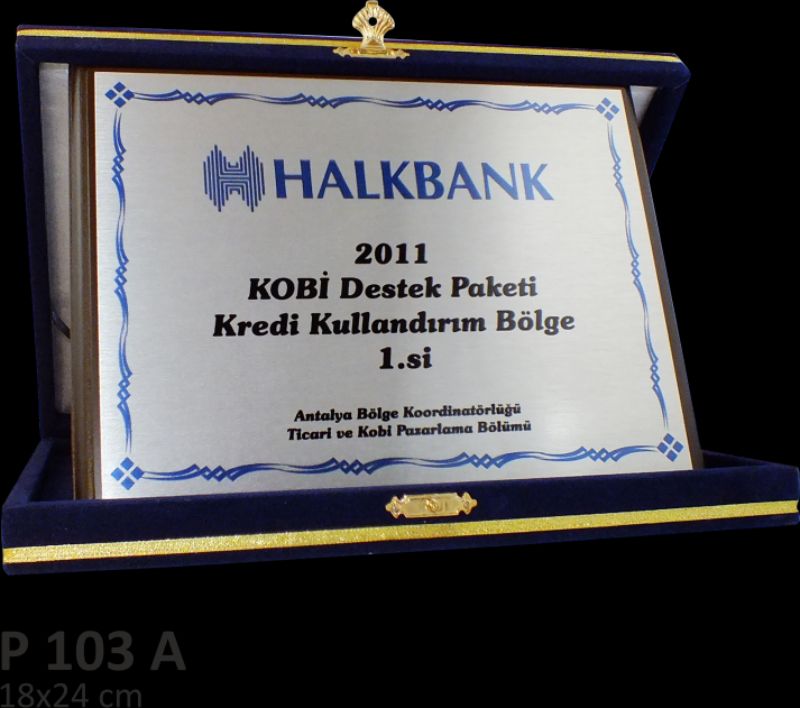 HALKBANK
2011
KOBİ Destek Paketi
Kredi Kullandırım Bölge
1.si
Antalya Bölge Koordinatörlüğü
Ticari ve Kobi Pazarlama Bölümü
P 103 A
18x24 cm